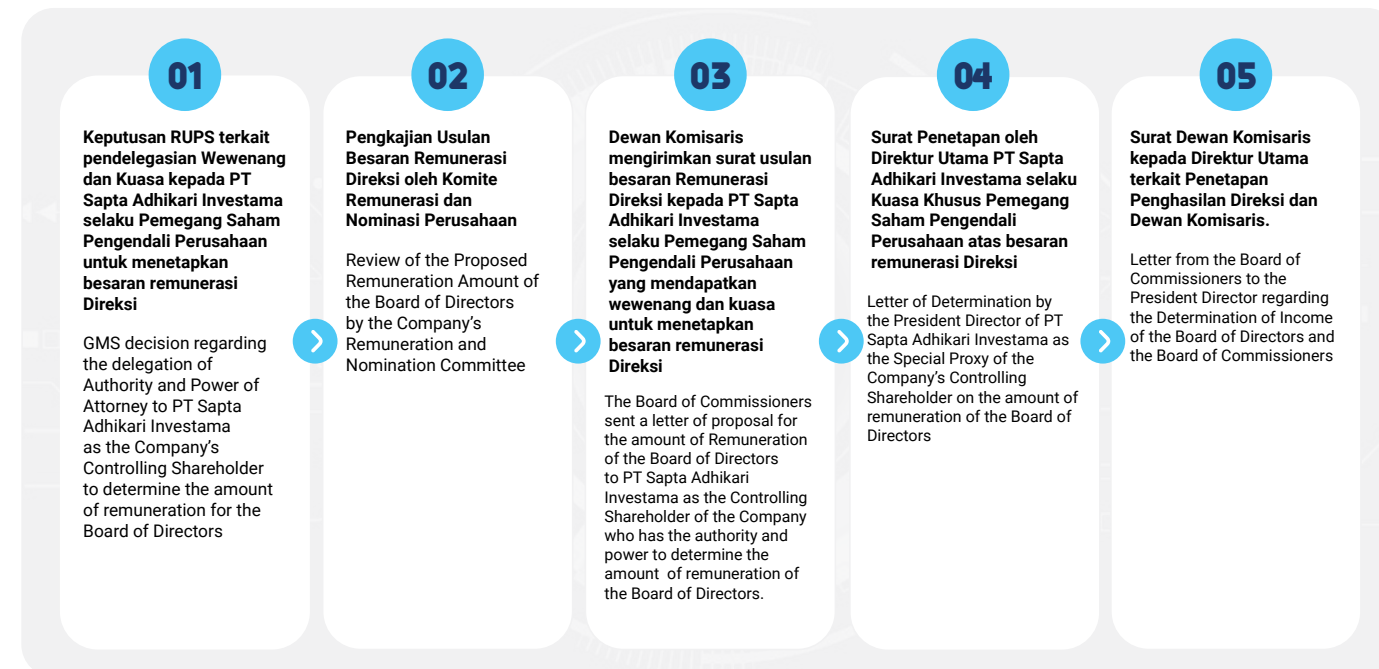 01
Keputusan RUPS terkait
pendelegasian Wewenang
dan Kuasa kepada PT
Sapta Adhikari Investama
selaku Pemegang Saham
Pengendali Perusahaan
untuk menetapkan
besaran remunerasi
Direksi
GMS decision regarding
the delegation of
Authority and Power of
Attorney to PT Sapta
Adhikari Investama
as the Company’s
Controlling Shareholder
to determine the amount
of remuneration for the
Board of Directors
02
Pengkajian Usulan
Besaran Remunerasi
Direksi oleh Komite
Remunerasi dan
Nominasi Perusahaan
Review of the Proposed
Remuneration Amount of
the Board of Directors
by the Company’s
Remuneration and
Nomination Committee
03
Dewan Komisaris
mengirimkan surat usulan
besaran Remunerasi
Direksi kepada PT Sapta
Adhikari Investama
selaku Pemegang Saham
Pengendali Perusahaan
yang mendapatkan
wewenang dan kuasa
untuk menetapkan
besaran remunerasi
Direksi
The Board of Commissioners
sent a letter of proposal for
the amount of Remuneration
of the Board of Directors
to PT Sapta Adhikari
Investama as the Controlling
Shareholder of the Company
who has the authority and
power to determine the
amount  of remuneration of
the Board of Directors.
04
Surat Penetapan oleh
Direktur Utama PT Sapta
Adhikari Investama selaku
Kuasa Khusus Pemegang
Saham Pengendali
Perusahaan atas besaran
remunerasi Direksi
Letter of Determination by
the President Director of PT
Sapta Adhikari Investama as
the Special Proxy of the
Company’s Controlling
Shareholder on the amount of
remuneration of the Board of
Directors
05
Surat Dewan Komisaris
kepada Direktur Utama
terkait Penetapan
Penghasilan Direksi dan
Dewan Komisaris.
Letter from the Board of
Commissioners to the
President Director regarding
the Determination of Income
of the Board of Directors and
the Board of Commissioners